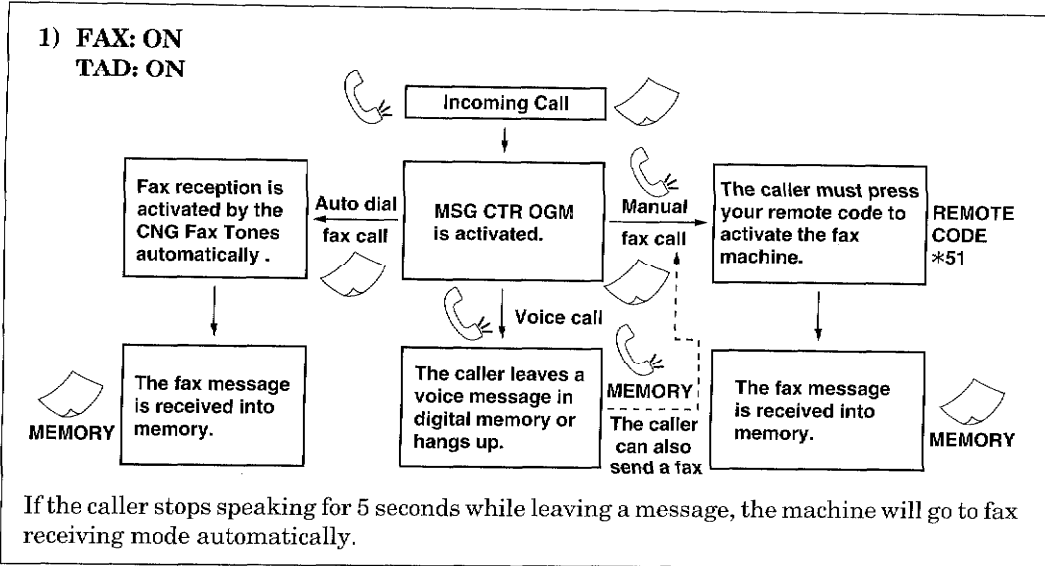 1) FAX: ON
TAD: ON
Incoming Call
Fax reception is
activated by the
CNG Fax Tones
automatically .
Auto dial
fax call
MSG CTR OGM
is activated.
Manual
fax call
The caller must press
your remote code to
activate the fax
machine.
REMOTE
CODE
*51
Voice call
MEMORY
The fax message
is received into
memory.
The caller leaves a
voice message in
digital memory or
hangs up.
MEMORY
The caller
can also
send a fax
The fax message
is received into
memory.
MEMORY
If the caller stops speaking for 5 seconds while leaving a message, the machine will go to fax
receiving mode automatically.